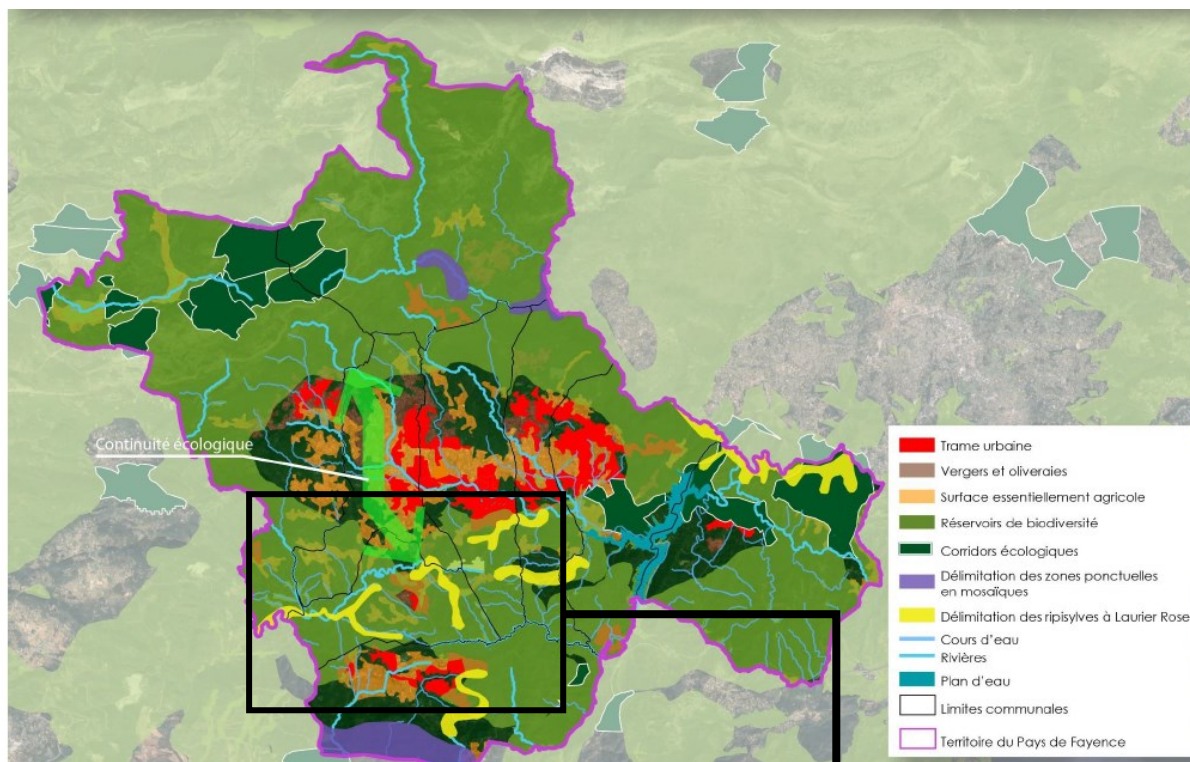 Continuité écologique
Trame urbaine
Vergers et oliveraies
Surface essentiellement agricole
Réservoirs de biodiversité
Corridors écologiques
Délimitation des zones ponctuelles
en mosaïques
Délimitation des ripisylves à Laurier Rose
Cours d'eau
Rivières
Plan d'eau
Limites communales
Territoire du Pays de Fayence